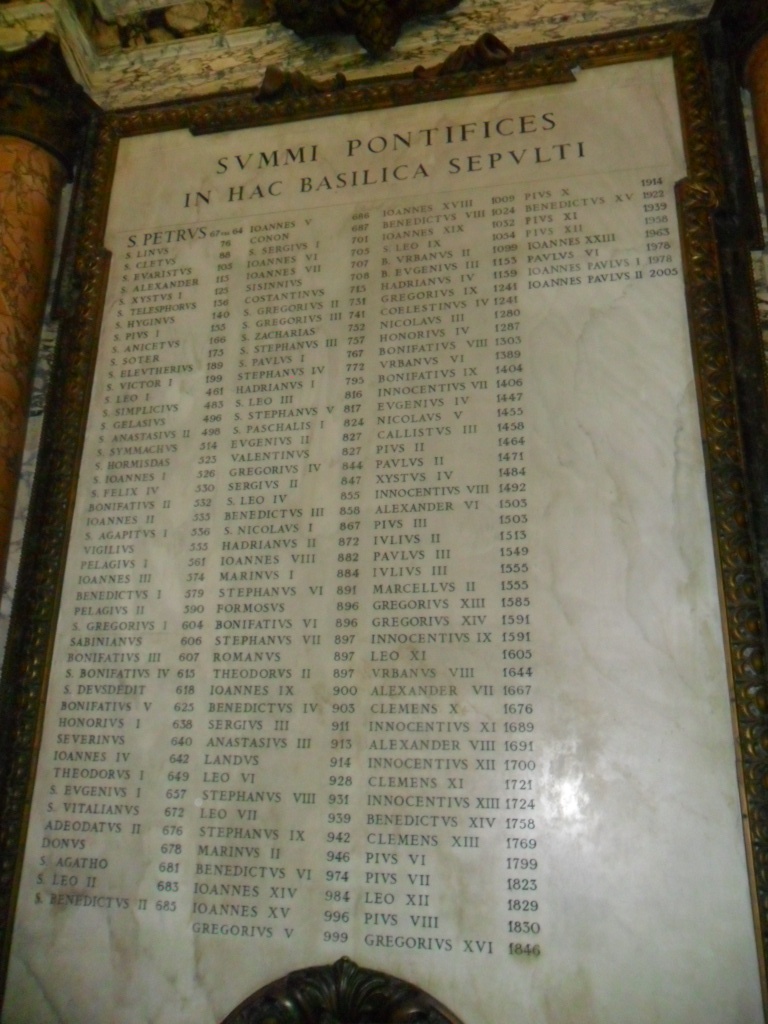 SVMMI PONTIFICES
IN HAC BASILICA SEPVLTI
S. PETRVS 67 vel 64
S. LINVS 76
S. CLETVS 88
S. EVARISTVS 105
S. ALEXANDER 115
S. XYSTVS I 125
S. TELESPHORVS 136
S. HYGINVS 140
S. PIVS I 155
S. ANICETVS 166
S. SOTER 175
S. ELEVTHERIVS 189
S. VICTOR I 199
S. LEO I 461
S. SIMPLICIVS 483
S. GELASIVS 496
S. ANASTASIVS II 498
S. SYMMACHVS 514
S. HORMISDAS 523
S. IOANNES I 526
S. FELIX IV 530
BONIFATIVS II 532
IOANNES II 535
S. AGAPITVS I 536
VIGILIVS 555
PELAGIVS I 561
IOANNES III 574
BENEDICTVS I 579
PELAGIVS II 590
S. GREGORIVS I 604
SABINIANVS 606
BONIFATIVS III 607
S. BONIFATIVS IV 615
S. DEVSDEDIT 618
BONIFATIVS V 625
HONORIVS I 638
SEVERINVS 640
IOANNES IV 642
THEODORVS I 649
S. EVGENIVS I 657
S. VITALIANVS 672
ADEODATVS II 676
DONVS 678
S. AGATHO 681
S. LEO II 683
S. BENEDICTVS II 685
IOANNES V 686
CONON 687
S. SERGIVS I 701
IOANNES VI 705
IOANNES VII 707
SISINNIVS 708
COSTANTINVS 715
S. GREGORIVS II 731
S. GREGORIVS III 741
S. ZACHARIAS 752
S. STEPHANVS III 757
S. PAVLVS I 767
STEPHANVS IV 772
HADRIANVS I 795
S. LEO III 816
S. STEPHANVS V 817
S. PASCHALIS I 824
EVGENIVS II 827
VALENTINVS 827
GREGORIVS IV 844
SERGIVS II 847
S. LEO IV 855
BENEDICTVS III 858
S. NICOLAVS I 867
HADRIANVS II 872
IOANNES VIII 882
MARINVS I 884
STEPHANVS VI 891
FORMOSVS 896
BONIFATIVS VI 896
STEPHANVS VII 897
ROMANVS 897
THEODORVS II 897
IOANNES IX 900
BENEDICTVS IV 903
SERGIVS III 911
ANASTASIVS III 913
LANDVS 914
LEO VI 928
STEPHANVS VIII 931
LEO VII 939
STEPHANVS IX 942
MARINVS II 946
BENEDICTVS VI 974
IOANNES XIV 984
IOANNES XV 996
GREGORIVS V 999
IOANNES XVIII 1009
BENEDICTVS VIII 1024
IOANNES XIX 1032
S. LEO IX 1054
B. VRBANVS II 1099
B. EVGENIVS III 1153
HADRIANVS IV 1159
GREGORIVS IX 1241
COELESTINVS IV 1241
NICOLAVS III 1280
HONORIVS IV 1287
BONIFATIVS VIII 1303
VRBANVS VI 1389
BONIFATIVS IX 1404
INNOCENTIVS VII 1406
EVGENIVS IV 1447
NICOLAVS V 1455
CALLISTVS III 1458
PIVS II 1464
PAVLVS II 1471
XYSTVS IV 1484
INNOCENTIVS VIII 1492
ALEXANDER VI 1503
PIVS III 1503
IVLIVS II 1513
PAVLVS III 1549
IVLIVS III 1555
MARCELLVS II 1555
GREGORIVS XIII 1585
GREGORIVS XIV 1591
INNOCENTIVS IX 1591
LEO XI 1605
VRBANVS VIII 1644
ALEXANDER VII 1667
CLEMENS X 1676
INNOCENTIVS XI 1689
ALEXANDER VIII 1691
INNOCENTIVS XII 1700
CLEMENS XI 1721
INNOCENTIVS XIII 1724
BENEDICTVS XIV 1758
CLEMENS XIII 1769
PIVS VI 1799
PIVS VII 1823
LEO XII 1829
PIVS VIII 1830
GREGORIVS XVI 1846
PIVS X 1914
BENEDICTVS XV 1922
PIVS XI 1939
PIVS XII 1958
IOANNES XXIII 1963
PAVLVS VI 1978
IOANNES PAVLVS I 1978
IOANNES PAVLVS II 2005